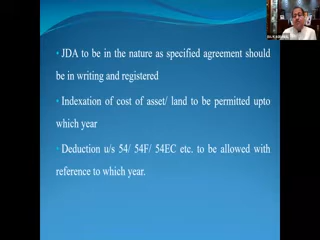 • JDA to be in the nature as specified agreement should
be in writing and registered
• Indexation of cost of asset/ land to be permitted upto
which year
• Deduction u/s 54/ 54F/ 54EC etc. to be allowed with
reference to which year.